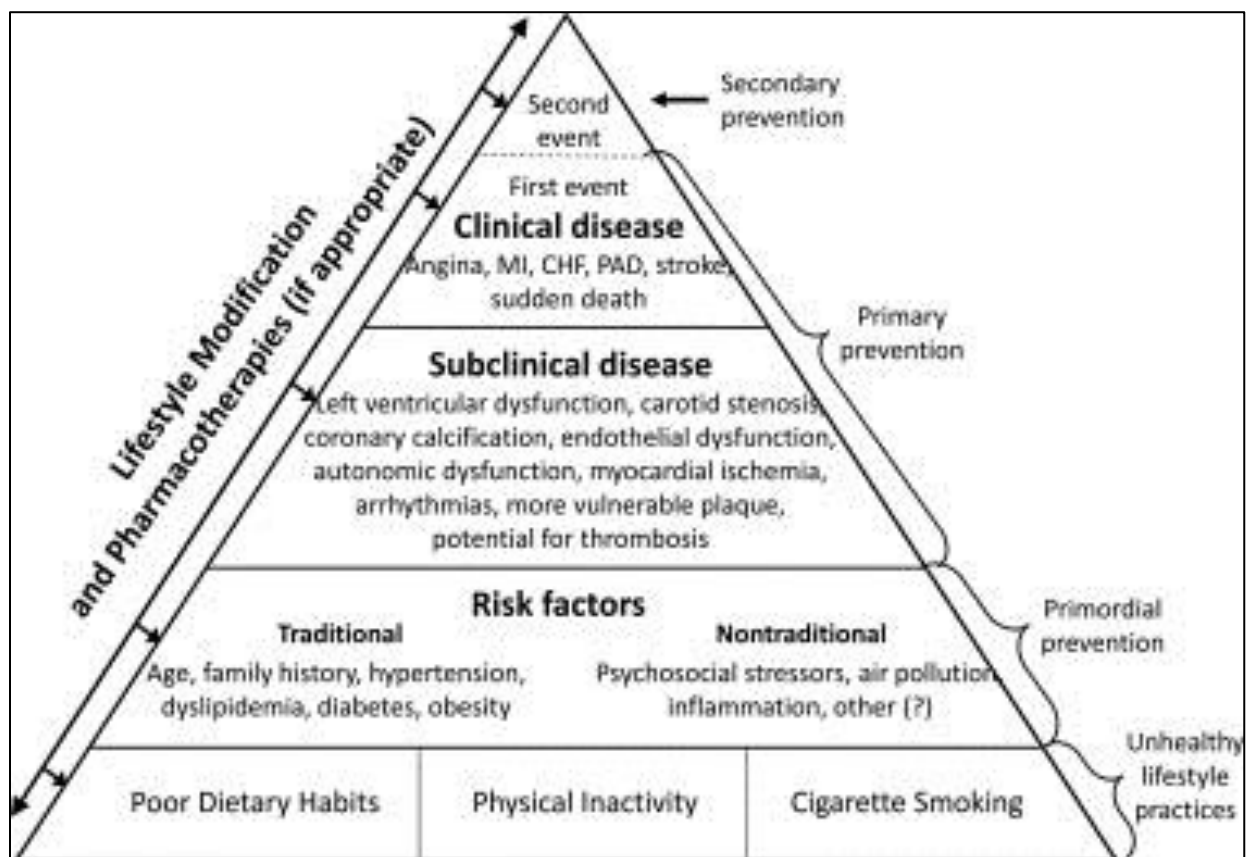 Lifestyle Modification
and Pharmacotherapies (if appropriate)
Second
event
Secondary
prevention
First event
Clinical disease
Angina, MI, CHF, PAD, stroke,
sudden death
Primary
prevention
Subclinical disease
Left ventricular dysfunction, carotid stenosis,
coronary calcification, endothelial dysfunction,
autonomic dysfunction, myocardial ischemia,
arrhythmias, more vulnerable plaque,
potential for thrombosis
Risk factors
Traditional
Age, family history, hypertension,
dyslipidemia, diabetes, obesity
Nontraditional
Psychosocial stressors, air pollution,
inflammation, other (?)
Primordial
prevention
Poor Dietary Habits
Physical Inactivity
Cigarette Smoking
Unhealthy
lifestyle
practices